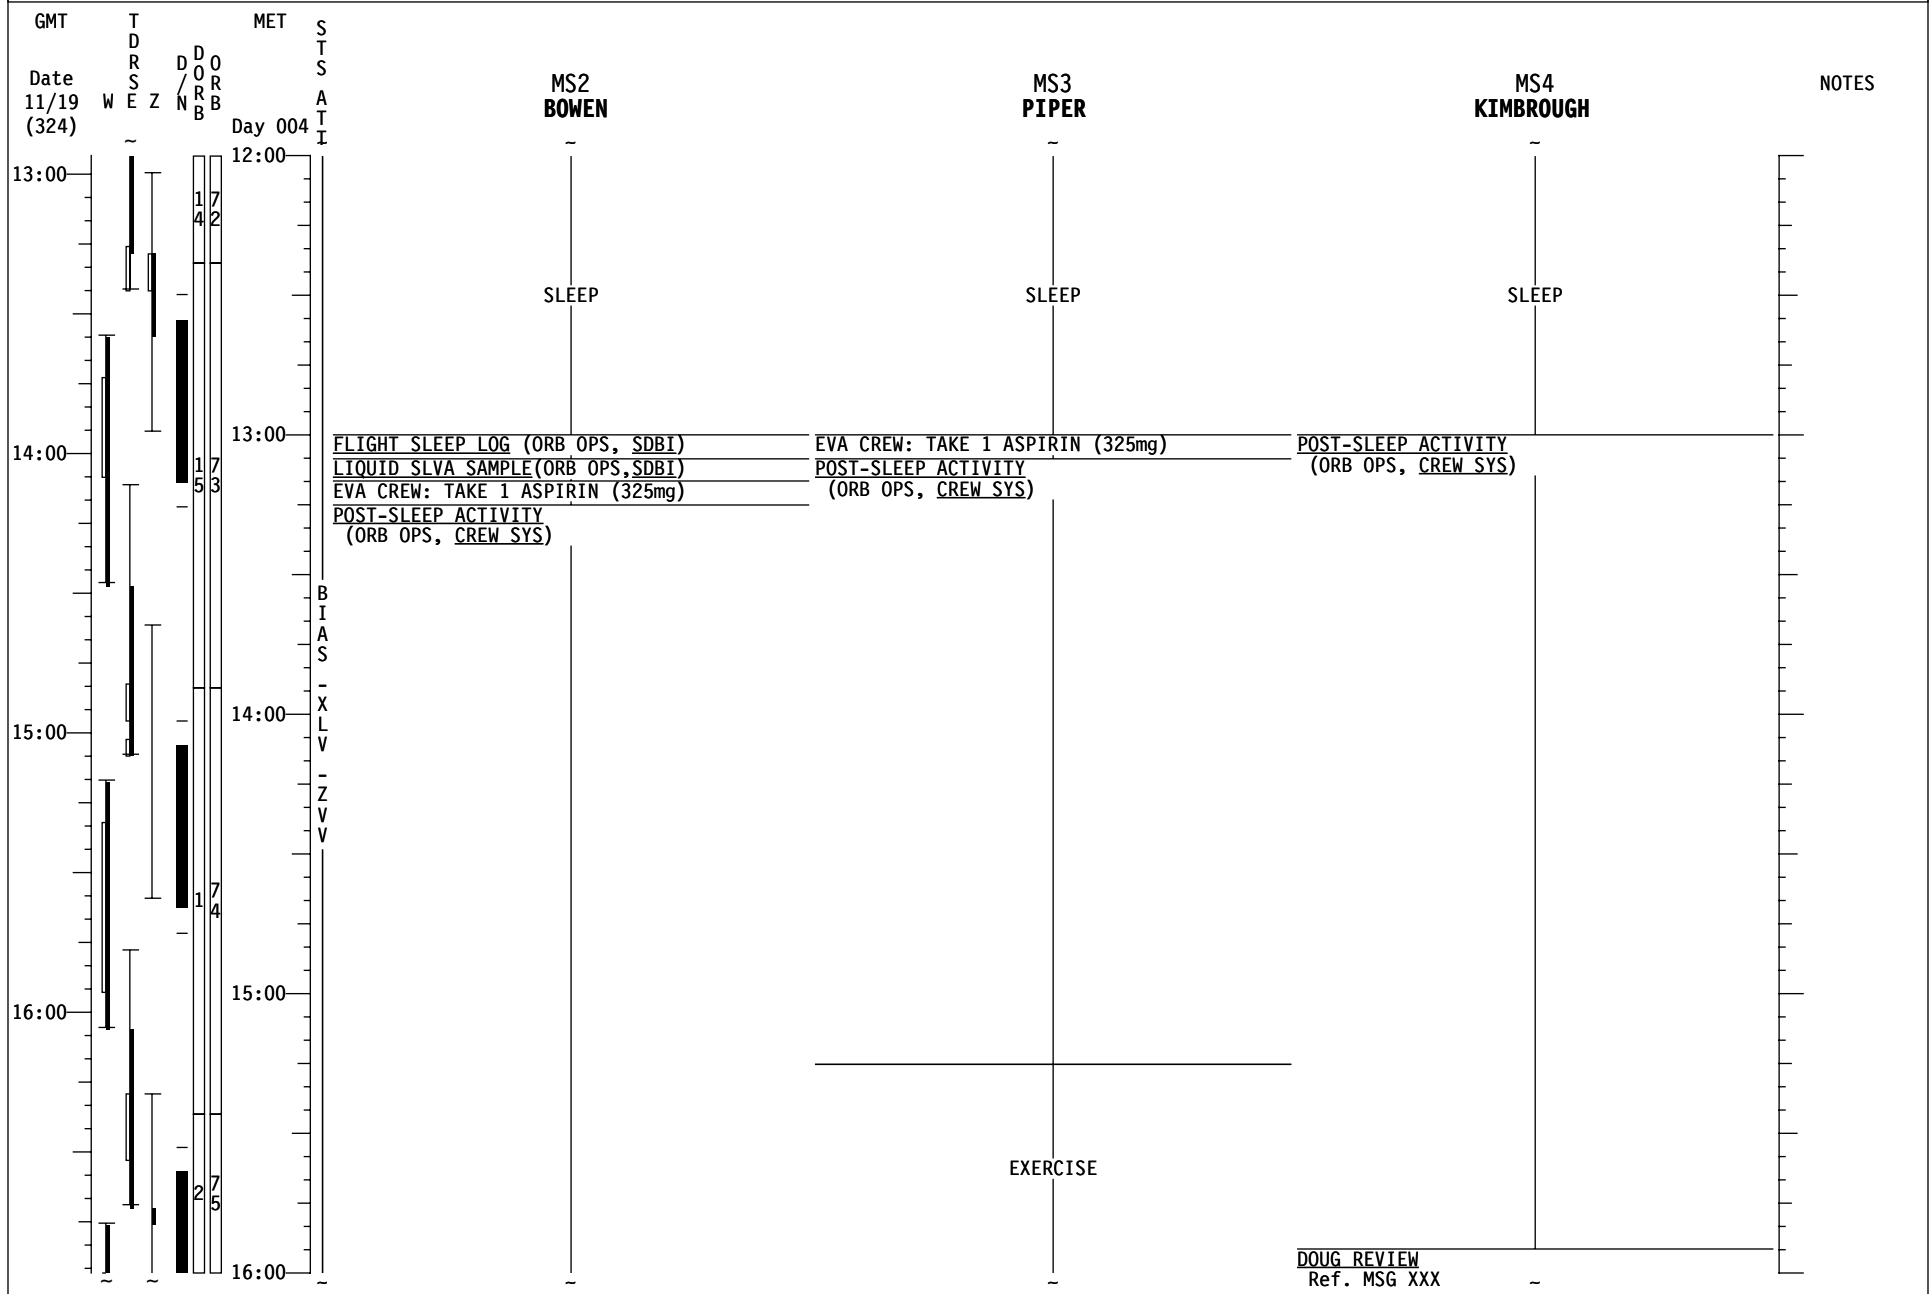 GMT
TDRSE
MET
STS ATT
Date
11/19
(324)
W
Z
D/N
DORB
ORB
Day 004
MS2
BOWEN
MS3
PIPER
MS4
KIMBROUGH
NOTES
~ ~ ~ ~
12:00
13:00
14
72
SLEEP SLEEP SLEEP
13:00
FLIGHT SLEEP LOG (ORB OPS, SDBI)
LIQUID SLVA SAMPLE(ORB OPS,SDBI)
EVA CREW: TAKE 1 ASPIRIN (325mg)
POST-SLEEP ACTIVITY
(ORB OPS, CREW SYS)
EVA CREW: TAKE 1 ASPIRIN (325mg)
POST-SLEEP ACTIVITY
(ORB OPS, CREW SYS)
POST-SLEEP ACTIVITY
(ORB OPS, CREW SYS)
14:00
15
73
BIAS -XLV -ZVV
14:00
15:00
1
74
15:00
16:00
EXERCISE
2
75
DOUG REVIEW
Ref. MSG XXX
16:00
~ ~ ~ ~ ~ ~